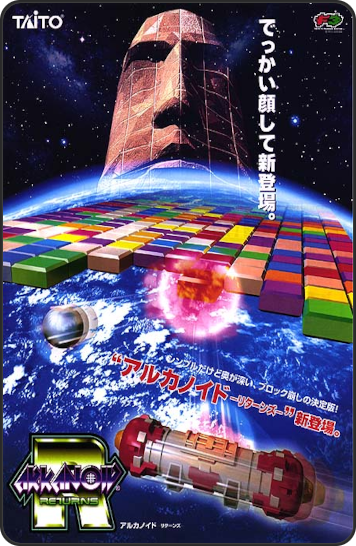 TAITO
でっかい顔して新登場。
シンプルだけど奥が深い、ブロック崩しの決定版!
“アルカノイド ーリターンズー” 新登場。
R
ARKANOID
RETURNS
アルカノイド リターンズ